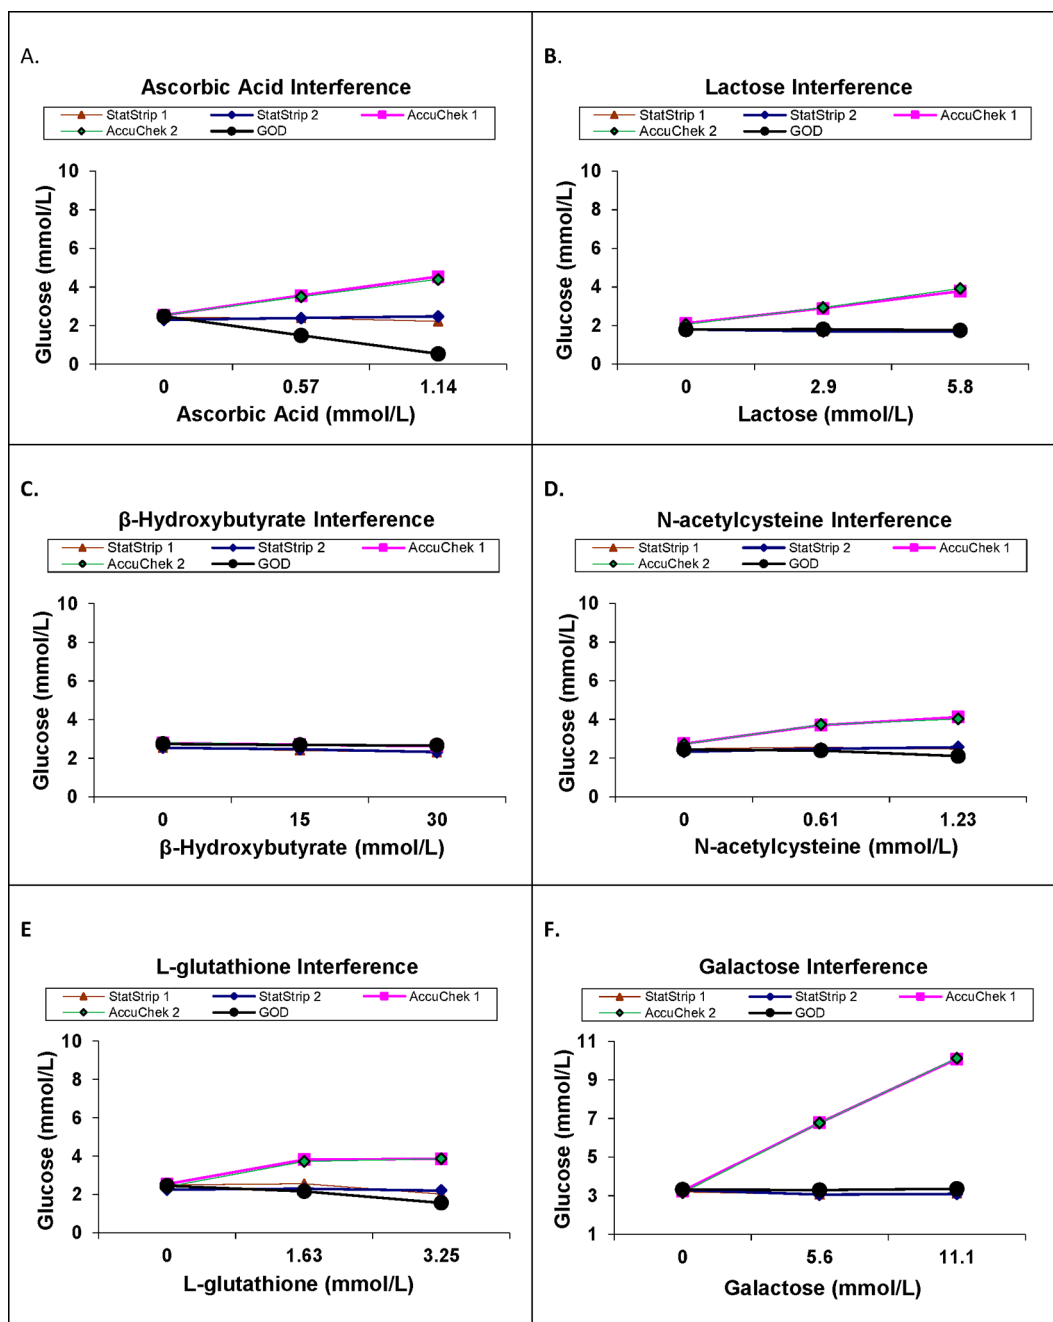 A.
Ascorbic Acid Interference
StatStrip 1 StatStrip 2 AccuChek 1
AccuChek 2 GOD
Glucose (mmol/L)
10
8
6
4
2
0
0 0.57 1.14
Ascorbic Acid (mmol/L)
B.
Lactose Interference
StatStrip 1 StatStrip 2 AccuChek 1
AccuChek 2 GOD
Glucose (mmol/L)
10
8
6
4
2
0
0 2.9 5.8
Lactose (mmol/L)
C.
β-Hydroxybutyrate Interference
StatStrip 1 StatStrip 2 AccuChek 1
AccuChek 2 GOD
Glucose (mmol/L)
10
8
6
4
2
0
0 15 30
β-Hydroxybutyrate (mmol/L)
D.
N-acetylcysteine Interference
StatStrip 1 StatStrip 2 AccuChek 1
AccuChek 2 GOD
Glucose (mmol/L)
10
8
6
4
2
0
0 0.61 1.23
N-acetylcysteine (mmol/L)
E
L-glutathione Interference
StatStrip 1 StatStrip 2 AccuChek 1
AccuChek 2 GOD
Glucose (mmol/L)
10
8
6
4
2
0
0 1.63 3.25
L-glutathione (mmol/L)
F.
Galactose Interference
StatStrip 1 StatStrip 2 AccuChek 1
AccuChek 2 GOD
Glucose (mmol/L)
11
9
7
5
3
1
0 5.6 11.1
Galactose (mmol/L)